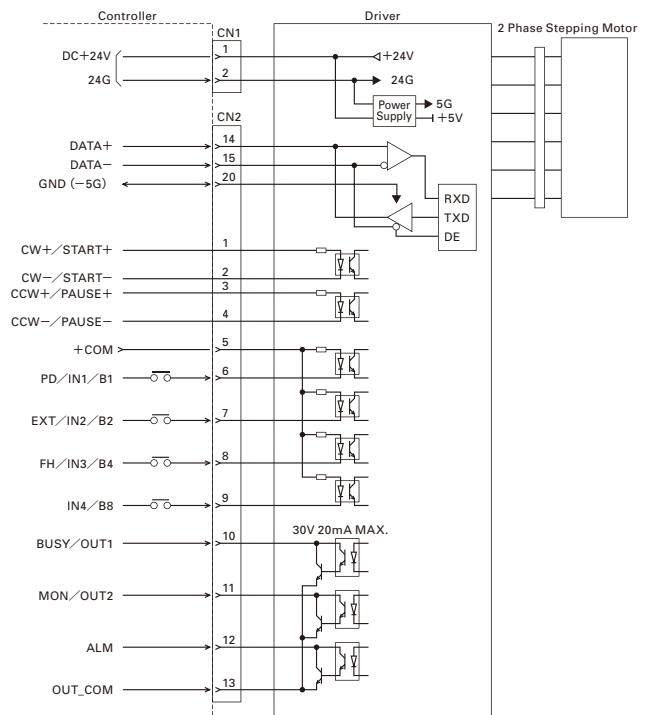 Controller
Driver
2 Phase Stepping Motor
CN1
DC+24V
1
+24V
24G
2
24G
Power
Supply
5G
+5V
CN2
DATA+
14
DATA−
15
GND (−5G)
20
RXD
TXD
DE
CW+/START+
1
CW−/START−
2
CCW+/PAUSE+
3
CCW−/PAUSE−
4
+COM
5
PD/IN1/B1
6
EXT/IN2/B2
7
FH/IN3/B4
8
IN4/B8
9
30V 20mA MAX.
BUSY/OUT1
10
MON/OUT2
11
ALM
12
OUT_COM
13